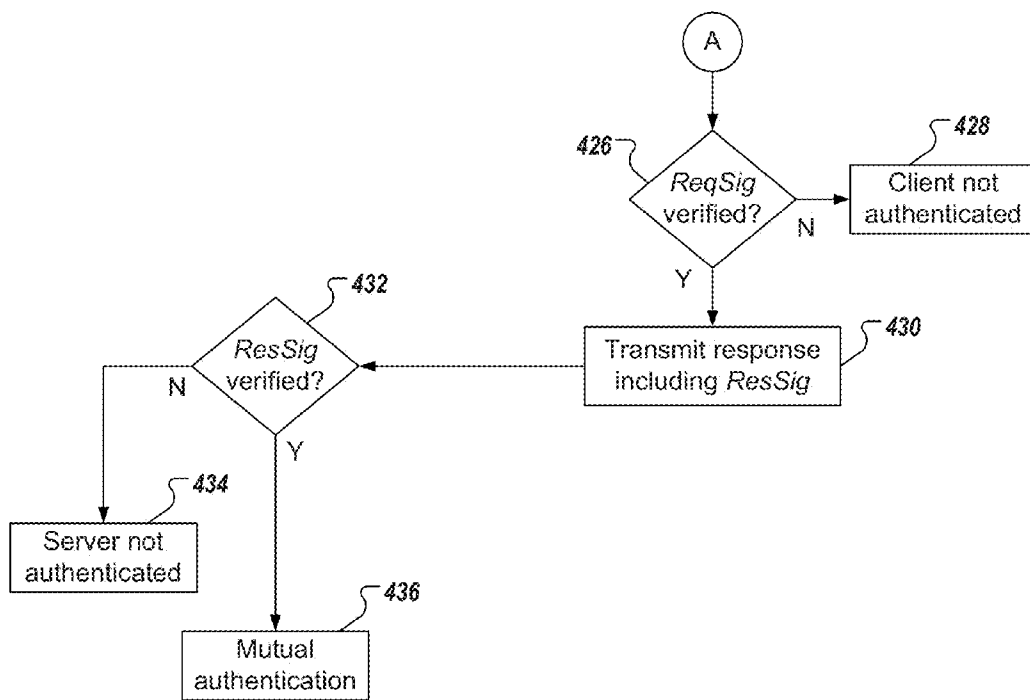 A
426
ReqSig
verified?
428
Client not
authenticated
N
Y
430
Transmit response
including ResSig
432
ResSig
verified?
N
Y
434
Server not
authenticated
436
Mutual
authentication